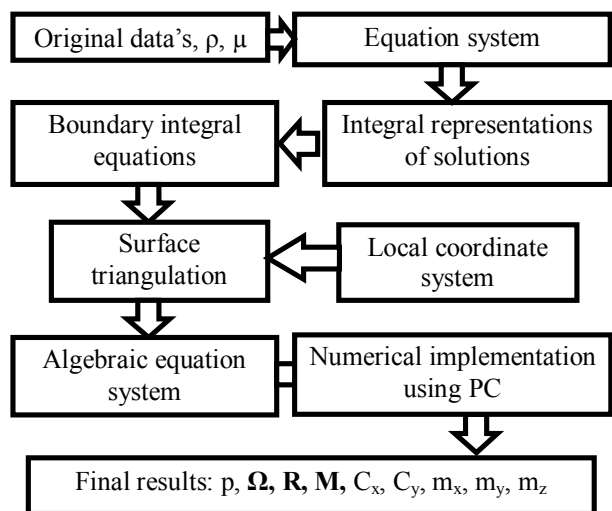 Original data's, ρ, μ
Equation system
Boundary integral
equations
Integral representations
of solutions
Surface
triangulation
Local coordinate
system
Algebraic equation
system
Numerical implementation
using PC
Final results: p, Ω, R, M, Cx, Cy, mx, my, mz